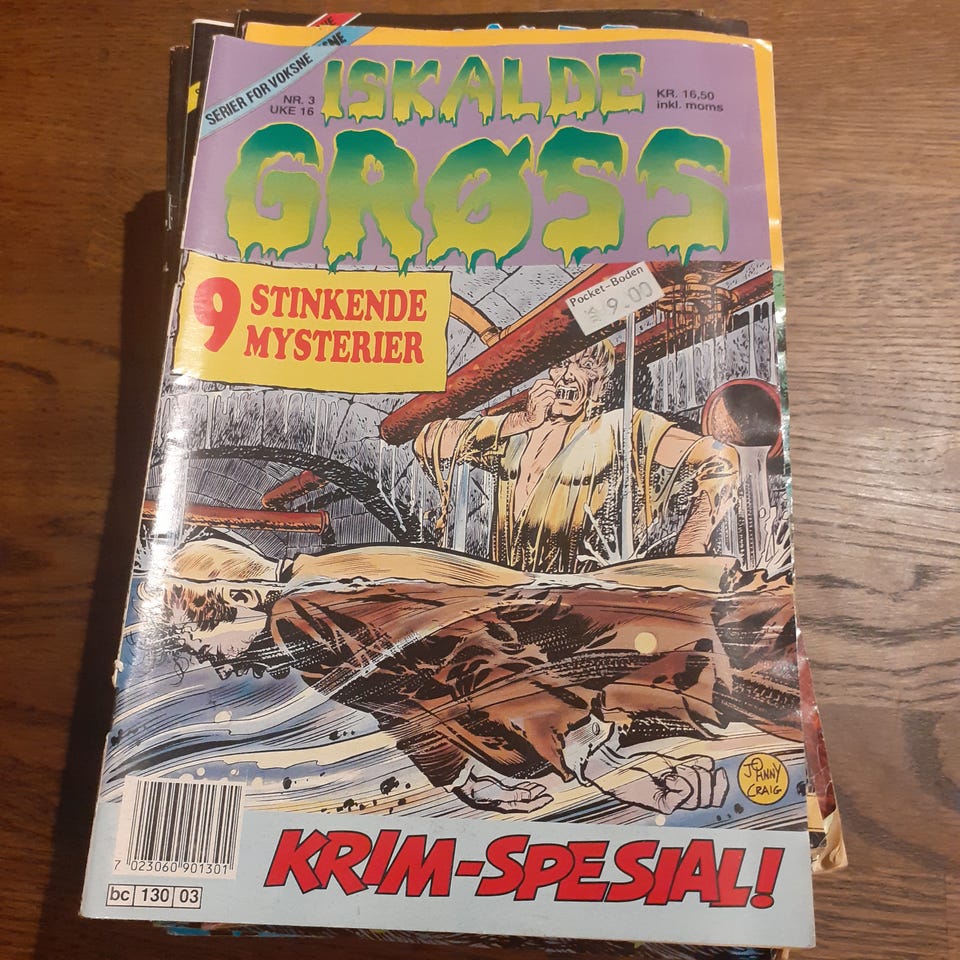 SERIER FOR VOKSNE
NR. 3
UKE 16
ISKALDE
GRØSS
KR. 16,50
inkl. moms
9 STINKENDE
MYSTERIER
Pocket-Boden
9.00
JOHNNY
CRAIG
7 023060 901301
bc 130 03
KRIM-SPESIAL!